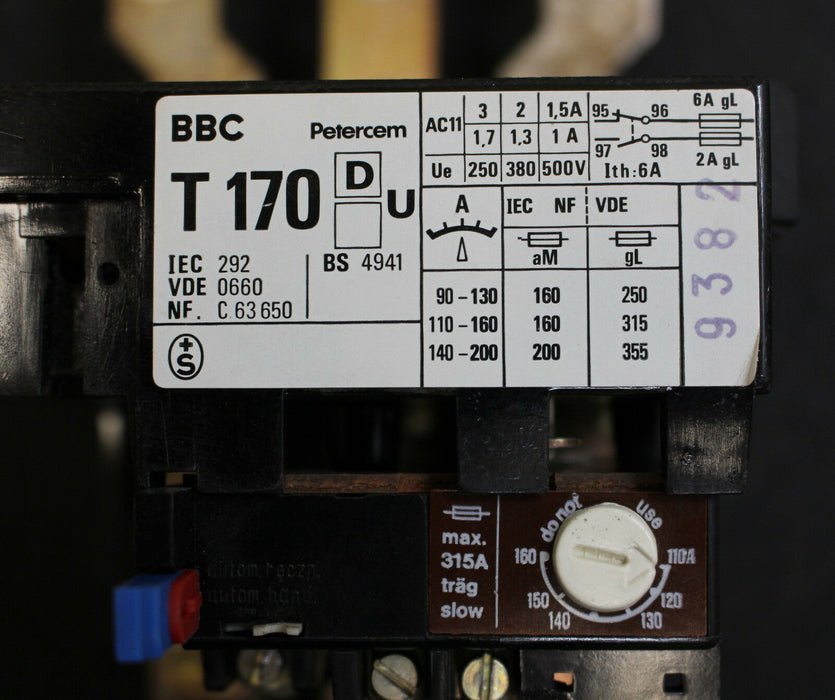 BBC
Petercem
T 170
D
U
IEC 292
VDE 0660
NF. C.63 650
BS 4941
+
S
AC11 3 2 1,5A
1,7 1,3 1 A
Ue 250 380 500V
95 96
97 98
6A gL
2A gL
Ith:6A
A
IEC NF VDE
aM gL
90-130 160 250
110-160 160 315
140-200 200 355
9382
max.
315A
träg
slow
do not use
160 110A
150 120
140 130
autom.
autom. hand.